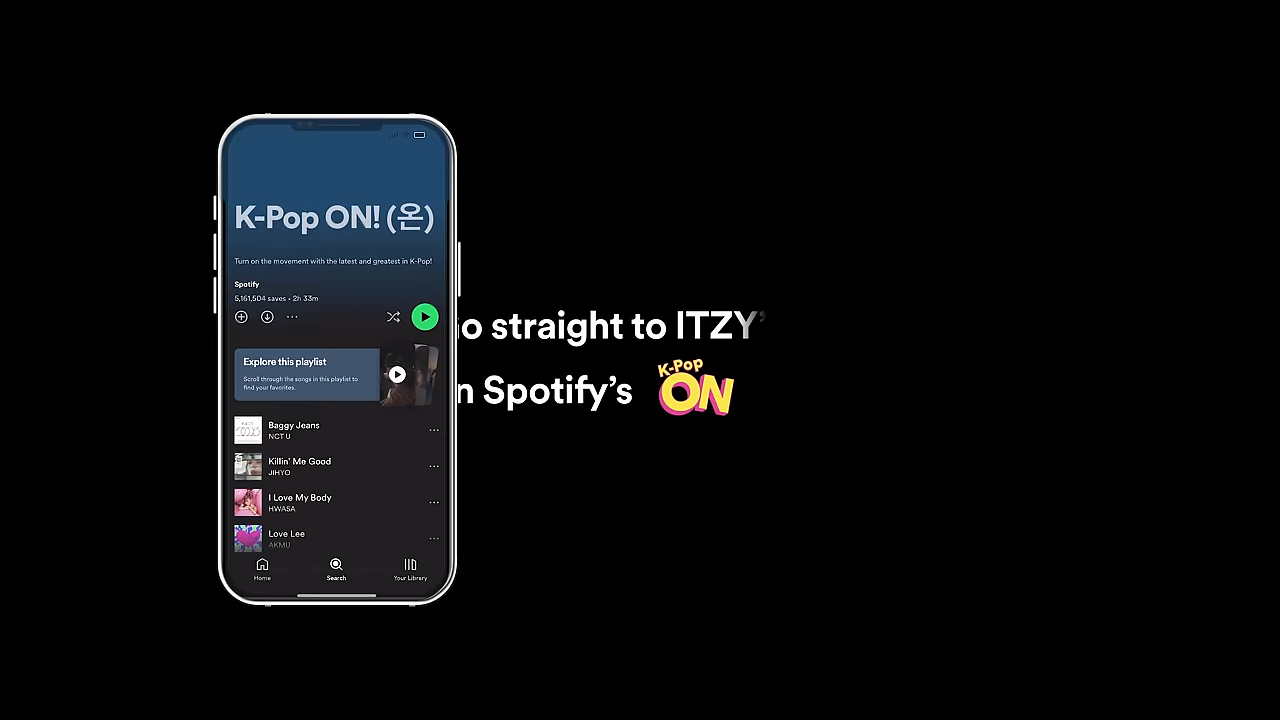 K-Pop ON! (온)
Turn on the movement with the latest and greatest in K-Pop!
Spotify
5,161,504 saves • 2h 33m
Explore this playlist
Scroll through the songs in this playlist to
find your favorites.
Baggy Jeans
NCT U
Killin' Me Good
JIHYO
I Love My Body
HWASA
Love Lee
AKMU
Home
Search
Your Library
straight to ITZY’
Spotify’s
K-Pop
ON